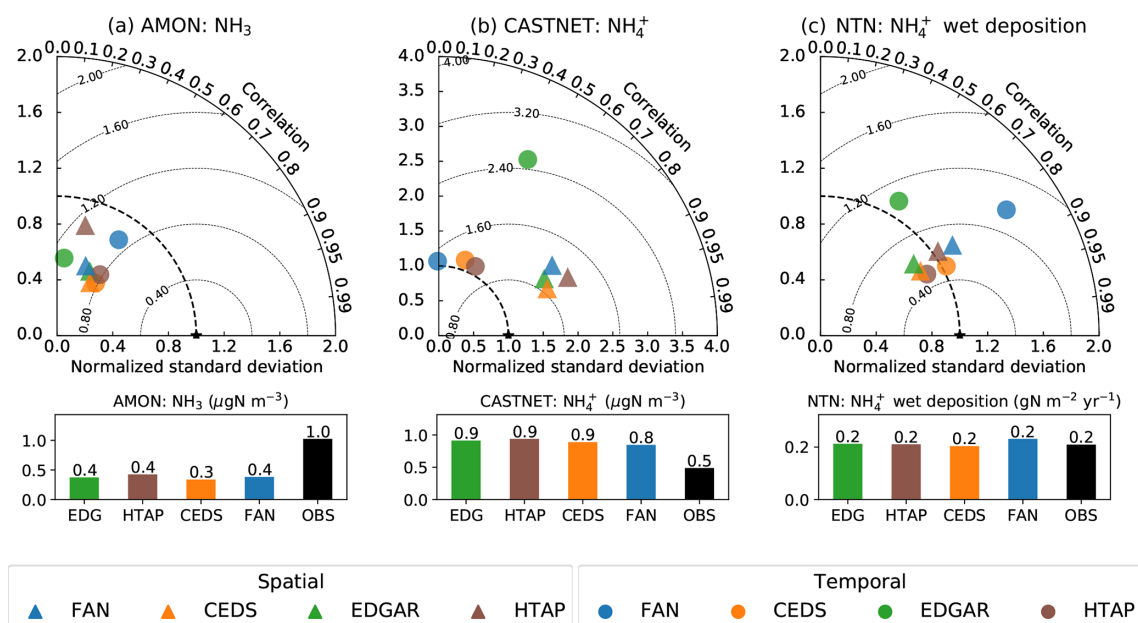 (a) AMON: NH₃
(b) CASTNET: NH₄⁺
(c) NTN: NH₄⁺ wet deposition
2.0
1.6
1.2
0.8
0.4
0.0
0.0 0.1 0.2 0.3 0.4 0.5 0.6 0.7 0.8 0.9 0.95 0.99
Correlation
2.00
1.60
1.20
0.80
0.40
0.0 0.4 0.8 1.2 1.6 2.0
Normalized standard deviation
4.0
3.5
3.0
2.5
2.0
1.5
1.0
0.5
0.0
0.0 0.1 0.2 0.3 0.4 0.5 0.6 0.7 0.8 0.9 0.95 0.99
Correlation
4.00
3.20
2.40
1.60
0.80
0.0 0.5 1.0 1.5 2.0 2.5 3.0 3.5 4.0
Normalized standard deviation
2.0
1.6
1.2
0.8
0.4
0.0
0.0 0.1 0.2 0.3 0.4 0.5 0.6 0.7 0.8 0.9 0.95 0.99
Correlation
2.00
1.60
1.20
0.80
0.40
0.0 0.4 0.8 1.2 1.6 2.0
Normalized standard deviation
AMON: NH₃ (μgN m⁻³)
1.0
0.5
0.0
0.4 0.4 0.3 0.4 1.0
EDG HTAP CEDS FAN OBS
CASTNET: NH₄⁺ (μgN m⁻³)
1.0
0.5
0.0
0.9 0.9 0.9 0.8 0.5
EDG HTAP CEDS FAN OBS
NTN: NH₄⁺ wet deposition (gN m⁻² yr⁻¹)
0.2
0.0
0.2 0.2 0.2 0.2 0.2
EDG HTAP CEDS FAN OBS
Spatial
FAN CEDS EDGAR HTAP
Temporal
FAN CEDS EDGAR HTAP